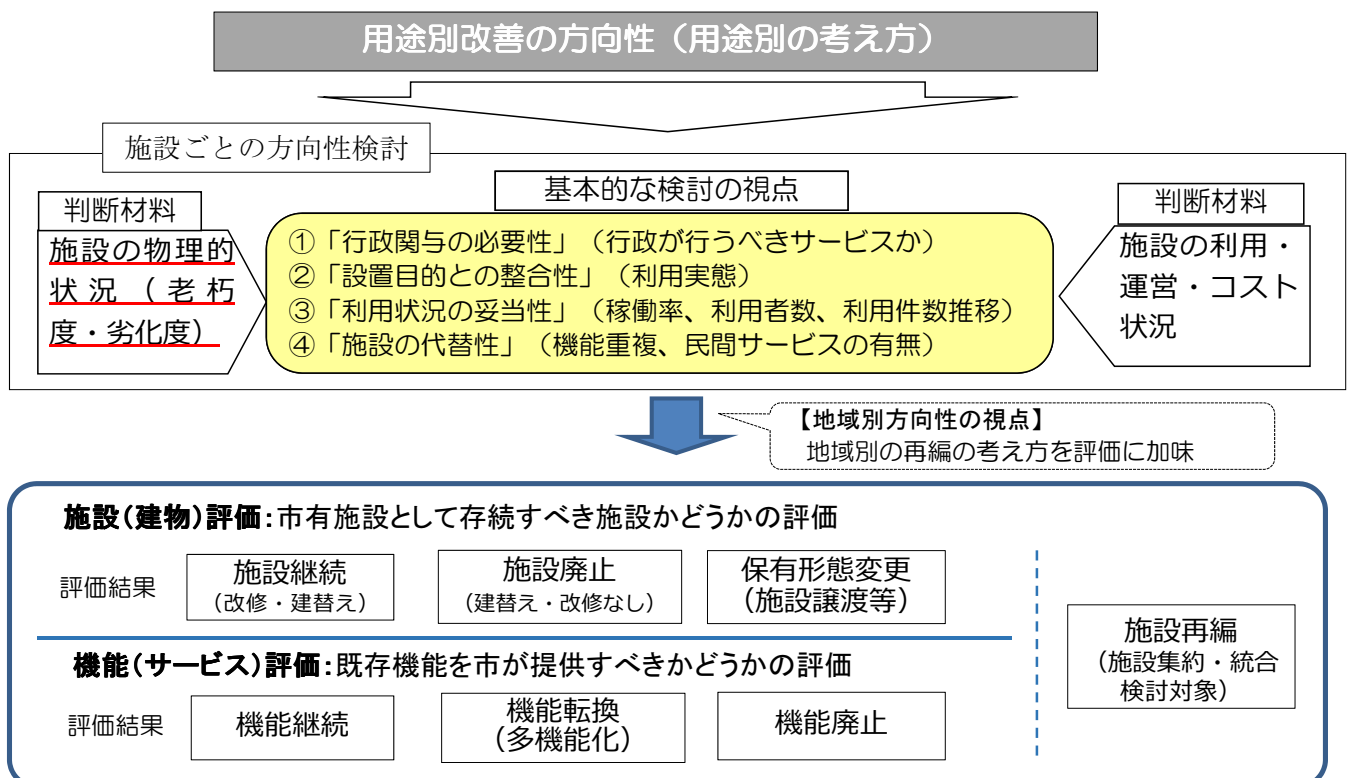 用途別改善の方向性（用途別の考え方）
施設ごとの方向性検討
判断材料
施設の物理的
状況（老朽
度・劣化度）
基本的な検討の視点
①「行政関与の必要性」（行政が行うべきサービスか）
②「設置目的との整合性」（利用実態）
③「利用状況の妥当性」（稼働率、利用者数、利用件数推移）
④「施設の代替性」（機能重複、民間サービスの有無）
判断材料
施設の利用・
運営・コスト
状況
【地域別方向性の視点】
地域別の再編の考え方を評価に加味
施設（建物）評価：市有施設として存続すべき施設かどうかの評価
評価結果
施設継続
（改修・建替え）
施設廃止
（建替え・改修なし）
保有形態変更
（施設譲渡等）
機能（サービス）評価：既存機能を市が提供すべきかどうかの評価
評価結果
機能継続
機能転換
（多機能化）
機能廃止
施設再編
（施設集約・統合
検討対象）